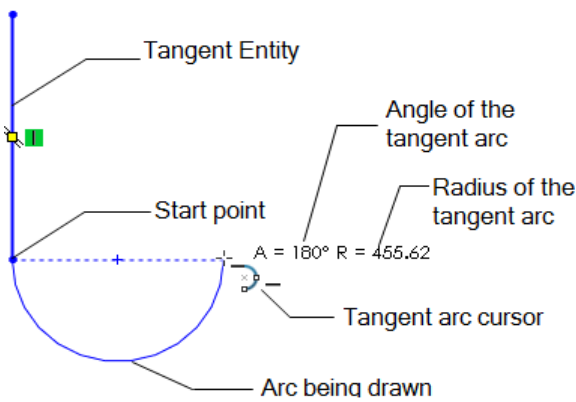 Tangent Entity
Angle of the
tangent arc
Radius of the
tangent arc
Start point
A = 180° R = 455.62
Tangent arc cursor
Arc being drawn